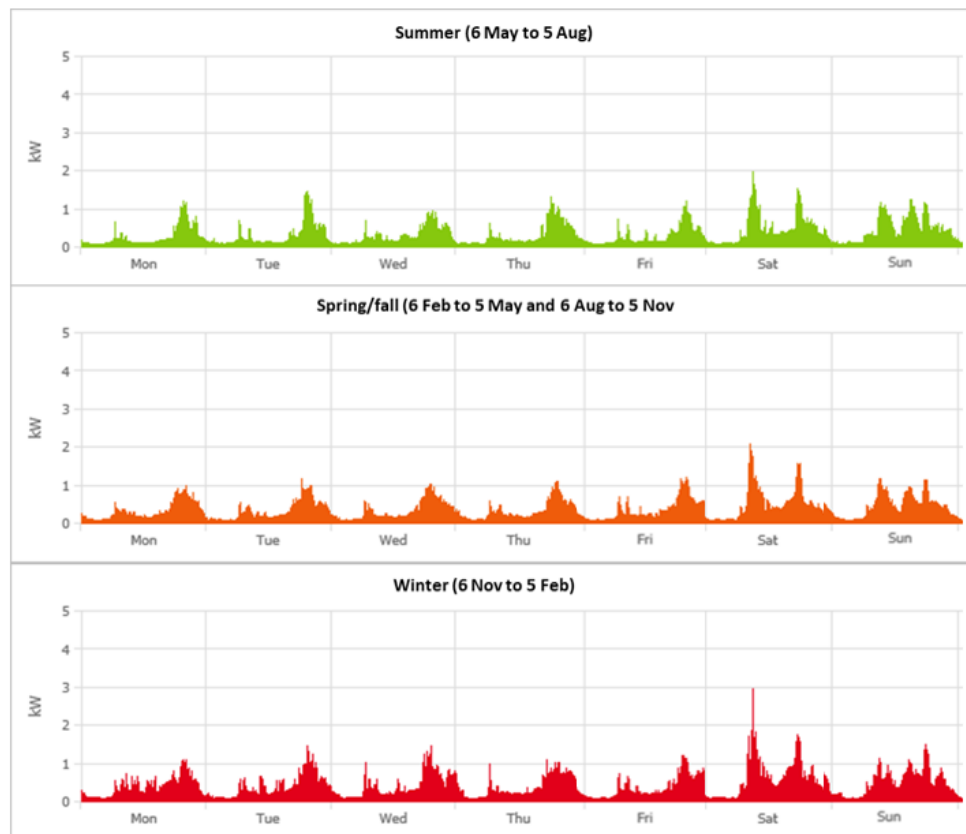 Summer (6 May to 5 Aug)
5
4
3
2
1
0
kW
Mon Tue Wed Thu Fri Sat Sun
Spring/fall (6 Feb to 5 May and 6 Aug to 5 Nov
5
4
3
2
1
0
kW
Mon Tue Wed Thu Fri Sat Sun
Winter (6 Nov to 5 Feb)
5
4
3
2
1
0
kW
Mon Tue Wed Thu Fri Sat Sun